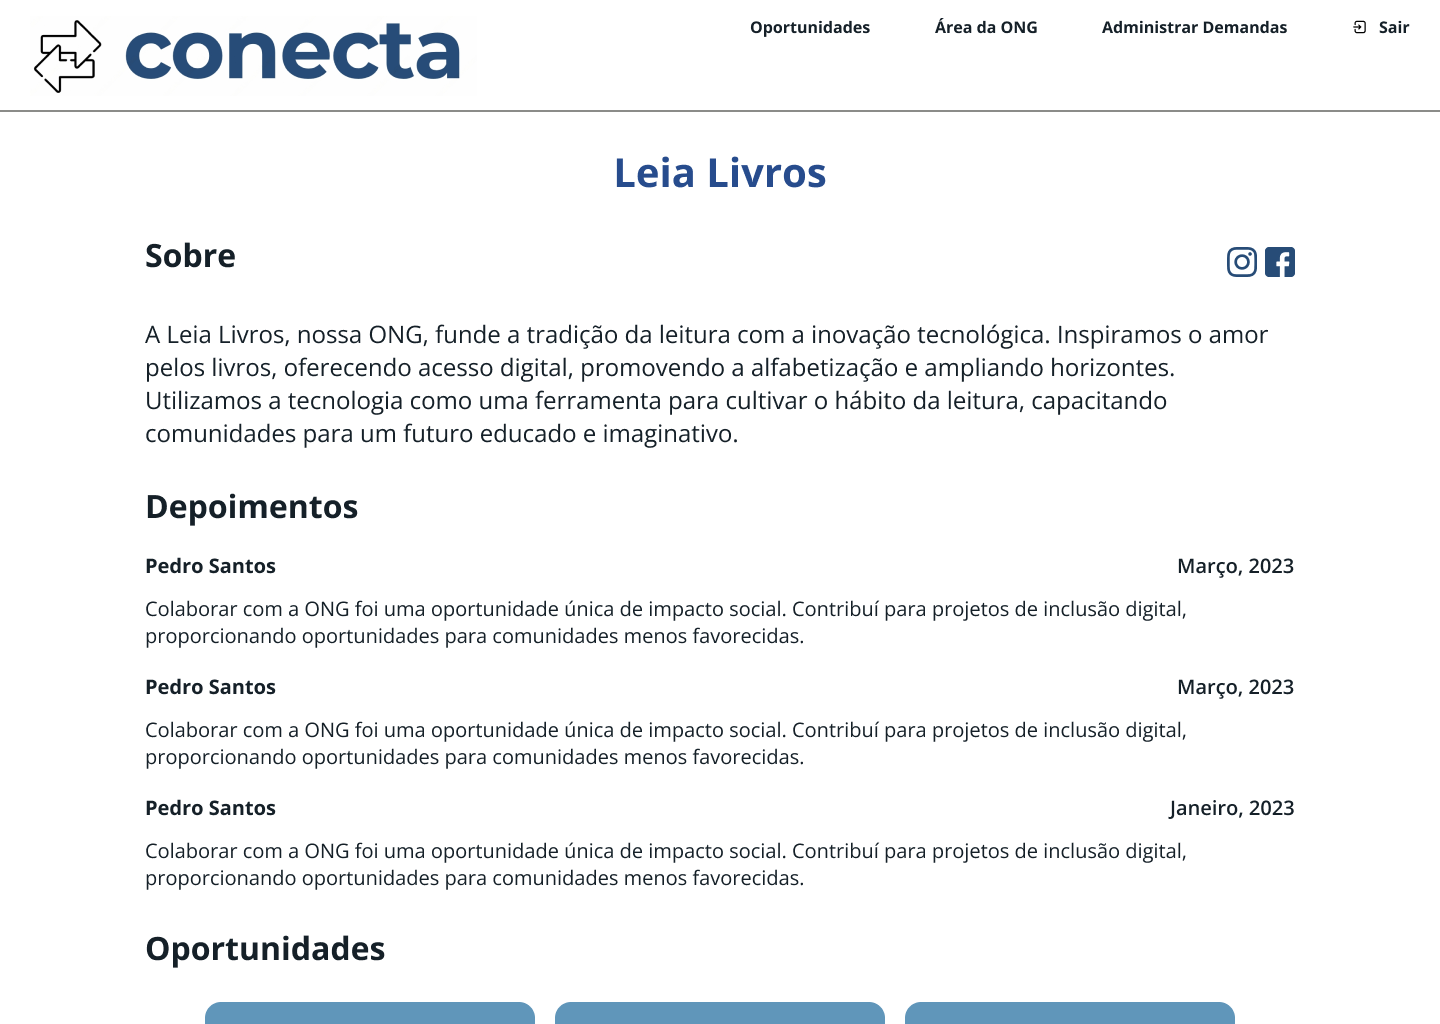 conecta
Oportunidades
Área da ONG
Administrar Demandas
Sair
Leia Livros
Sobre
A Leia Livros, nossa ONG, funde a tradição da leitura com a inovação tecnológica. Inspiramos o amor
pelos livros, oferecendo acesso digital, promovendo a alfabetização e ampliando horizontes.
Utilizamos a tecnologia como uma ferramenta para cultivar o hábito da leitura, capacitando
comunidades para um futuro educado e imaginativo.
Depoimentos
Pedro Santos
Março, 2023
Colaborar com a ONG foi uma oportunidade única de impacto social. Contribuí para projetos de inclusão digital,
proporcionando oportunidades para comunidades menos favorecidas.
Pedro Santos
Março, 2023
Colaborar com a ONG foi uma oportunidade única de impacto social. Contribuí para projetos de inclusão digital,
proporcionando oportunidades para comunidades menos favorecidas.
Pedro Santos
Janeiro, 2023
Colaborar com a ONG foi uma oportunidade única de impacto social. Contribuí para projetos de inclusão digital,
proporcionando oportunidades para comunidades menos favorecidas.
Oportunidades